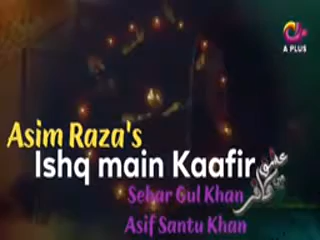 A PLUS
Asim Raza's
Ishq main Kaafir
Sehar Gul Khan
Asif Santu Khan